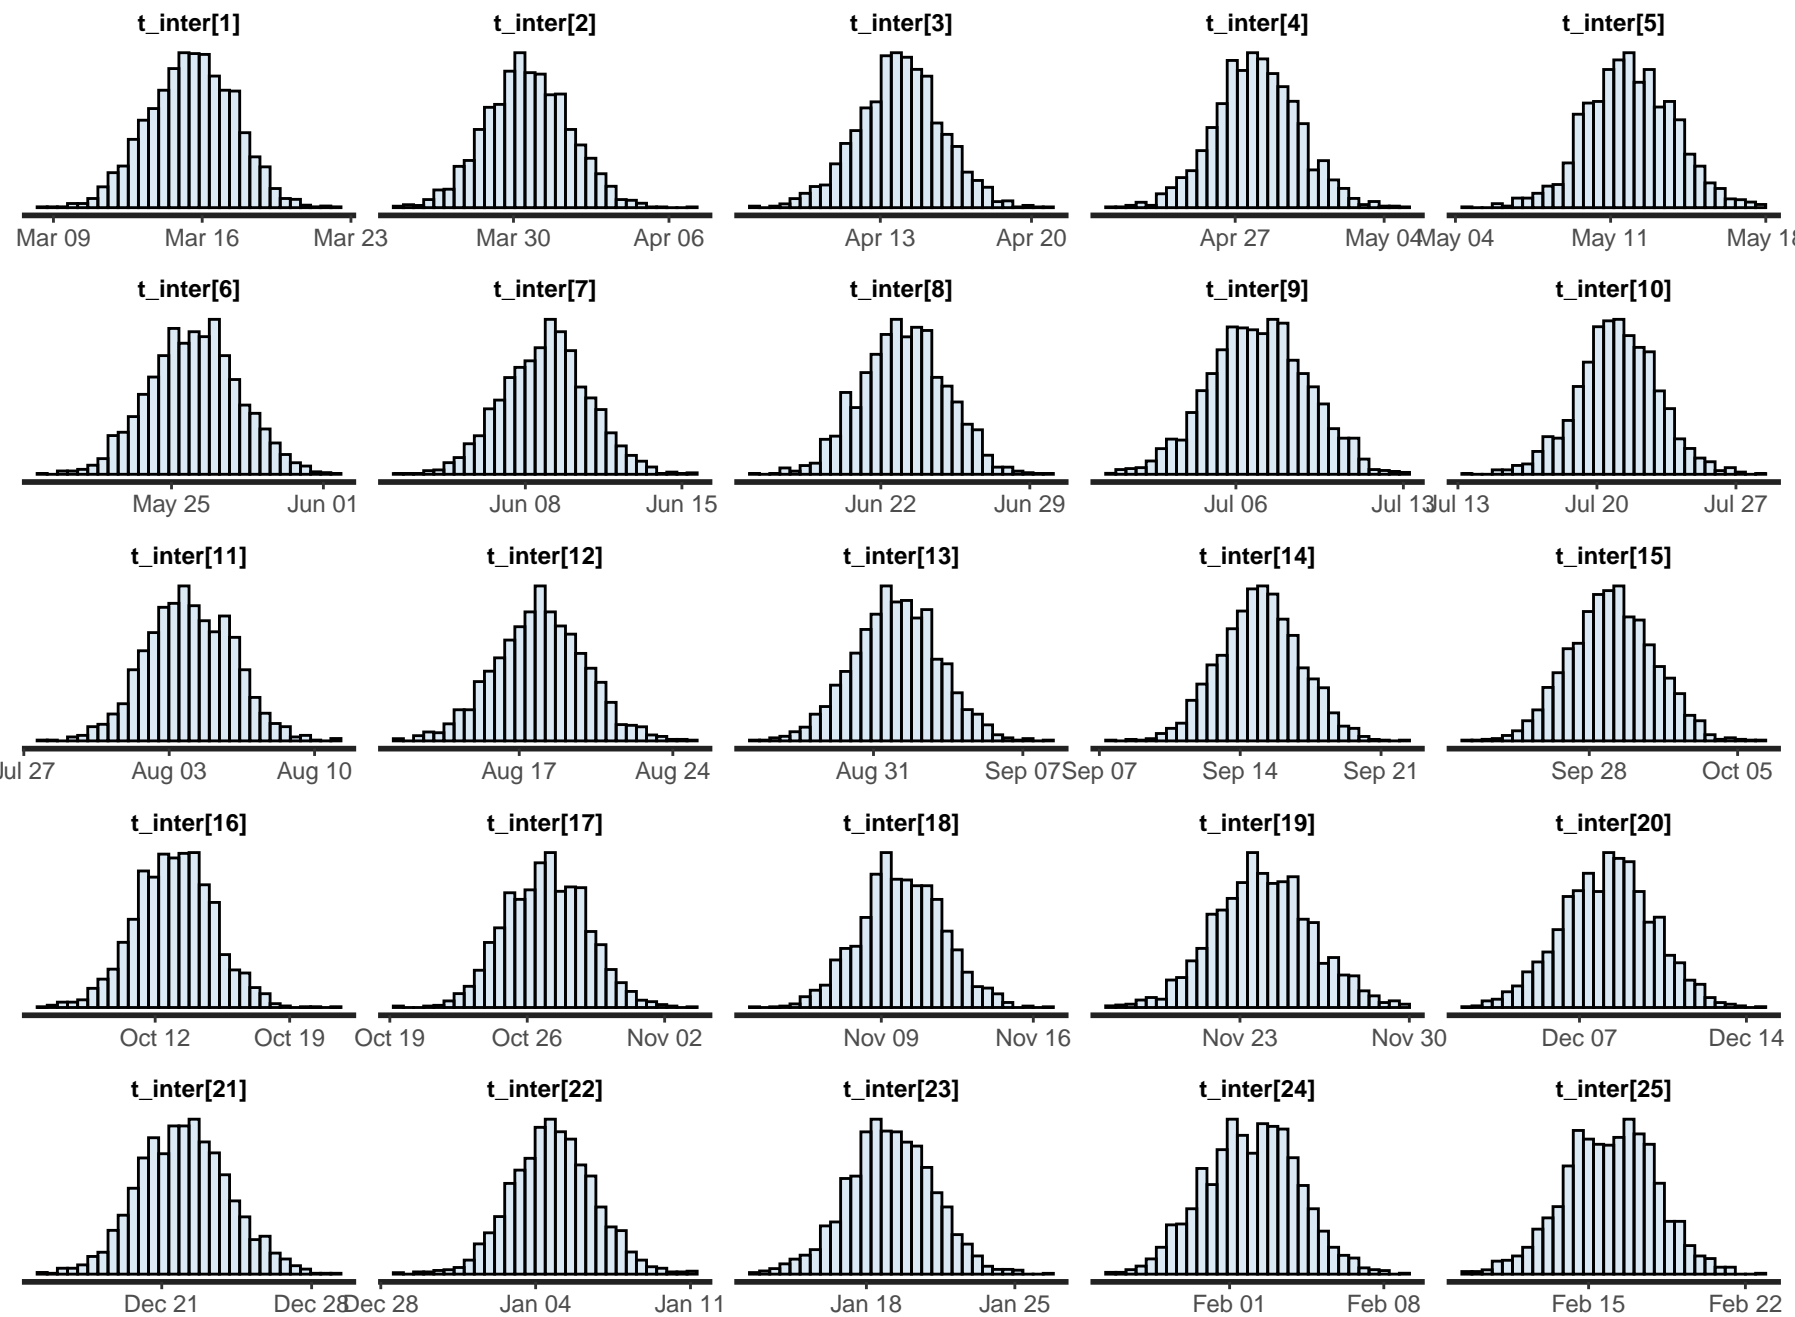 t_inter[1] t_inter[2] t_inter[3] t_inter[4] t_inter[5]
Mar 09 Mar 16 Mar 23 Mar 30 Apr 06 Apr 13 Apr 20 Apr 27 May 04 May 04 May 11 May 18
t_inter[6] t_inter[7] t_inter[8] t_inter[9] t_inter[10]
May 25 Jun 01 Jun 08 Jun 15 Jun 22 Jun 29 Jul 06 Jul 13 Jul 13 Jul 20 Jul 27
t_inter[11] t_inter[12] t_inter[13] t_inter[14] t_inter[15]
Jul 27 Aug 03 Aug 10 Aug 17 Aug 24 Aug 31 Sep 07 Sep 07 Sep 14 Sep 21 Sep 28 Oct 05
t_inter[16] t_inter[17] t_inter[18] t_inter[19] t_inter[20]
Oct 12 Oct 19 Oct 19 Oct 26 Nov 02 Nov 09 Nov 16 Nov 23 Nov 30 Dec 07 Dec 14
t_inter[21] t_inter[22] t_inter[23] t_inter[24] t_inter[25]
Dec 21 Dec 28 Dec 28 Jan 04 Jan 11 Jan 18 Jan 25 Feb 01 Feb 08 Feb 15 Feb 22